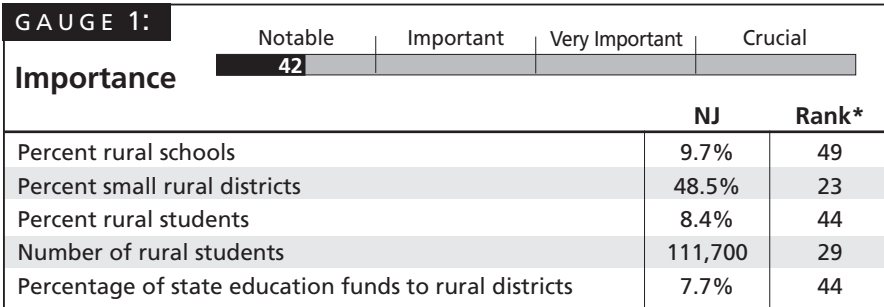 GAUGE 1:
Importance
Notable Important Very Important Crucial
42
NJ Rank*
Percent rural schools 9.7% 49
Percent small rural districts 48.5% 23
Percent rural students 8.4% 44
Number of rural students 111,700 29
Percentage of state education funds to rural districts 7.7% 44